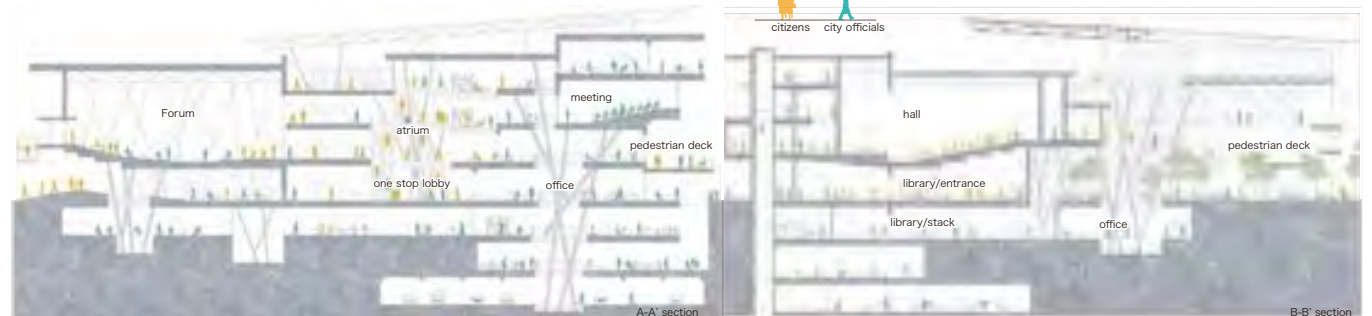 citizens
city officials
Forum
atrium
meeting
pedestrian deck
one stop lobby
office
A-A' section
hall
pedestrian deck
library/entrance
library/stack
office
B-B' section